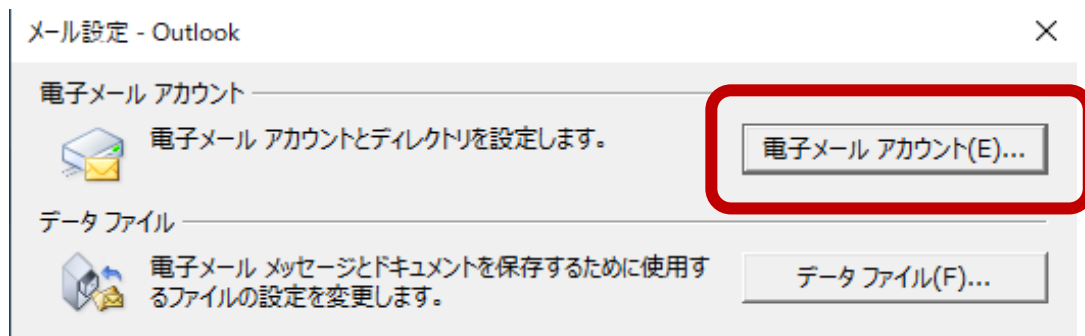 メール設定 - Outlook
電子メール アカウント
電子メール アカウントとディレクトリを設定します。
電子メール アカウント(E)...
データ ファイル
電子メール メッセージとドキュメントを保存するために使用す
るファイルの設定を変更します。
データ ファイル(F)...